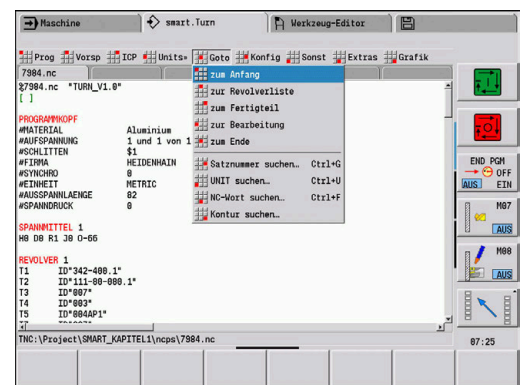 Maschine
smart.Turn
Werkzeug-Editor
Prog Vorsp ICP Units» Goto Konfig Sonst Extras Grafik
7984.nc
%7984.nc "TURN_V1.0"
[ ]
PROGRAMMKOPF
#MATERIAL Aluminium
#AUFSPANNUNG 1 und 1 von 1
#SCHLITTEN $1
#FIRMA HEIDENHAIN
#SYNCHRO 0
#EINHEIT METRIC
#AUSSPANNLAENGE 82
#SPANNDRUCK 0
SPANNMITTEL 1
H0 D0 R1 J0 O-66
REVOLVER 1
T1 ID"342-400.1"
T2 ID"111-80-080.1"
T3 ID"007"
T4 ID"003"
T5 ID"004AP1"
zum Anfang
zur Revolverliste
zum Fertigteil
zur Bearbeitung
zum Ende
Satznummer suchen… Ctrl+G
UNIT suchen… Ctrl+U
NC-Wort suchen… Ctrl+F
Kontur suchen…
TNC:\Project\SMART_KAPITEL1\ncps\7984.nc
END PGM
OFF
AUS EIN
M07
AUS
M08
AUS
07:25